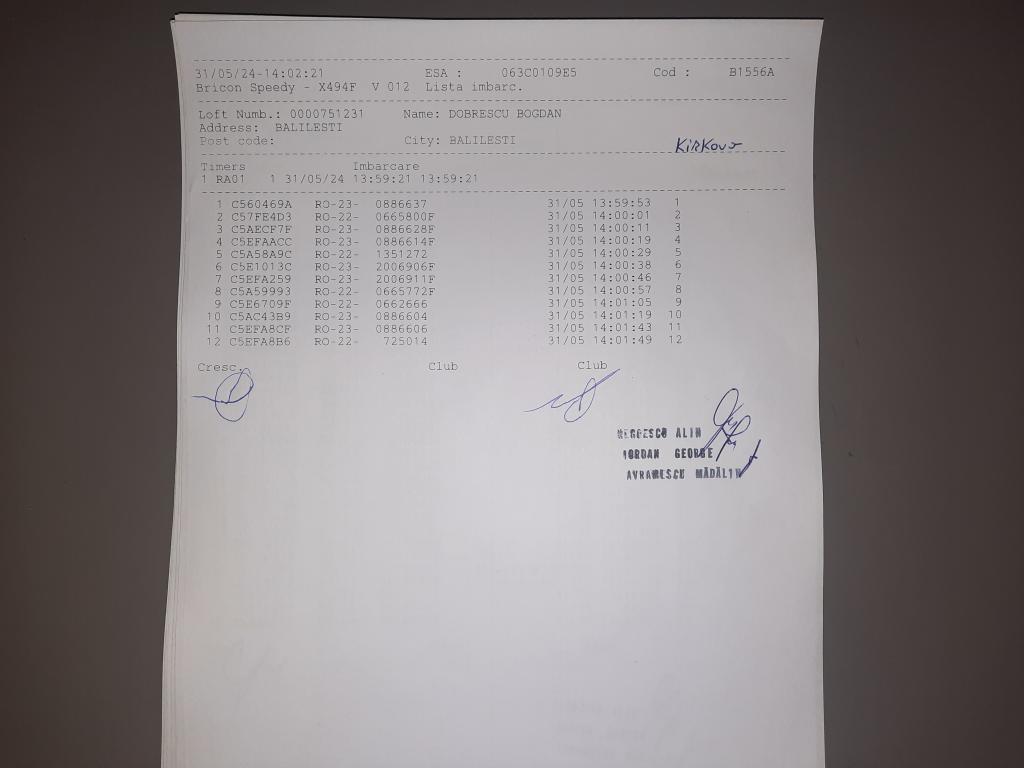 31/05/24-14:02:21 ESA : 063C0109E5 Cod : B1556A
Bricon Speedy - X494F V 012 Lista imbarc.
Loft Numb.: 0000751231 Name: DOBRESCU BOGDAN
Address: BALILESTI
Post code: City: BALILESTI
KIRKOVO
Timers Imbarcare
1 RA01 1 31/05/24 13:59:21 13:59:21
1 C560469A RO-23- 0886637 31/05 13:59:53 1
2 C57FE4D3 RO-22- 0665800F 31/05 14:00:01 2
3 C5AECF7F RO-23- 0886628F 31/05 14:00:11 3
4 C5EFAACC RO-23- 0886614F 31/05 14:00:19 4
5 C5A58A9C RO-22- 1351272 31/05 14:00:29 5
6 C5E1013C RO-23- 2006906F 31/05 14:00:38 6
7 C5EFA259 RO-23- 2006911F 31/05 14:00:46 7
8 C5A59993 RO-22- 0665772F 31/05 14:00:57 8
9 C5E6709F RO-22- 0662666 31/05 14:01:05 9
10 C5AC43B9 RO-23- 0886604 31/05 14:01:19 10
11 C5EFA8CF RO-23- 0886606 31/05 14:01:43 11
12 C5EFA8B6 RO-22- 725014 31/05 14:01:49 12
Cresc. Club Club
NEGRESCU ALIN
IORDAN GEORGE
AVRAMESCU MĂDĂLIN